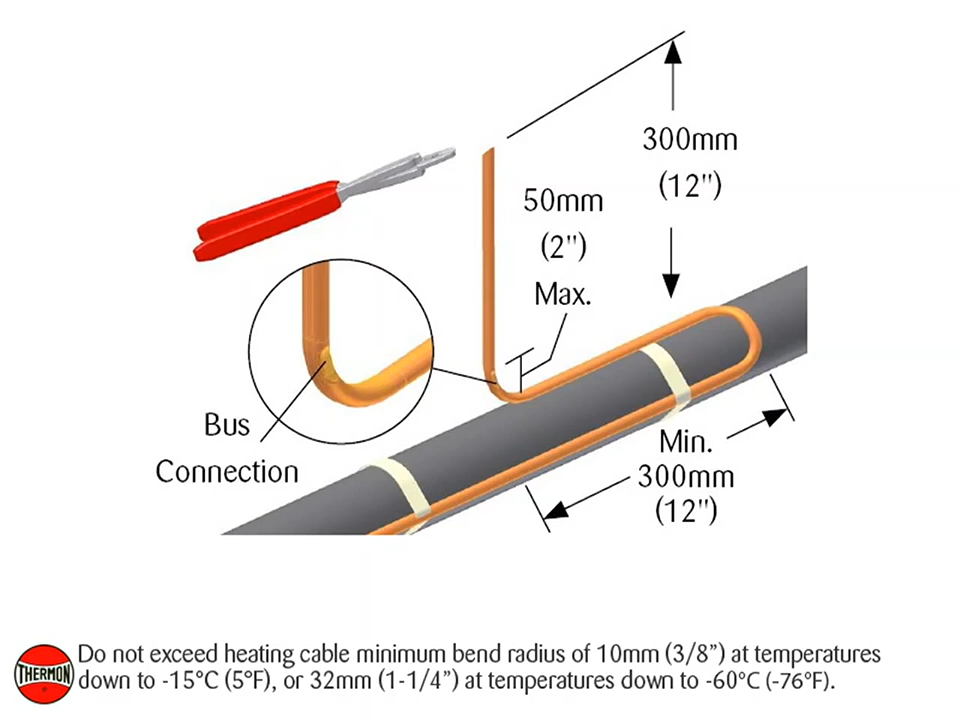 300mm
(12")
50mm
(2")
Max.
Bus
Connection
Min.
300mm
(12")
THERMON
®
Do not exceed heating cable minimum bend radius of 10mm (3/8”) at temperatures
down to -15°C (5°F), or 32mm (1-1/4”) at temperatures down to -60°C (-76°F).